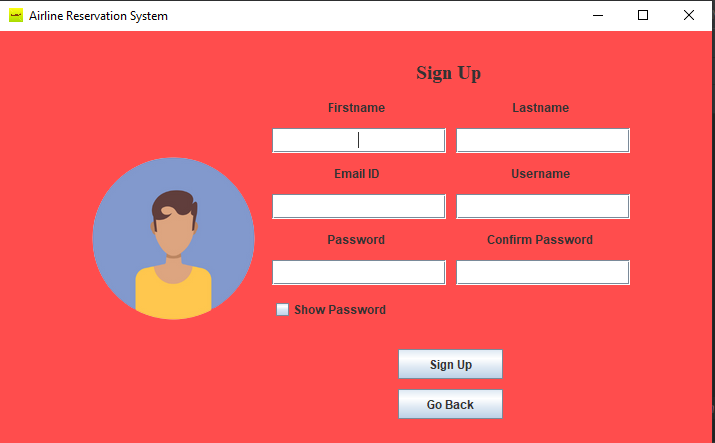 Airline Reservation System
Sign Up
Firstname Lastname
Email ID Username
Password Confirm Password
Show Password
Sign Up
Go Back